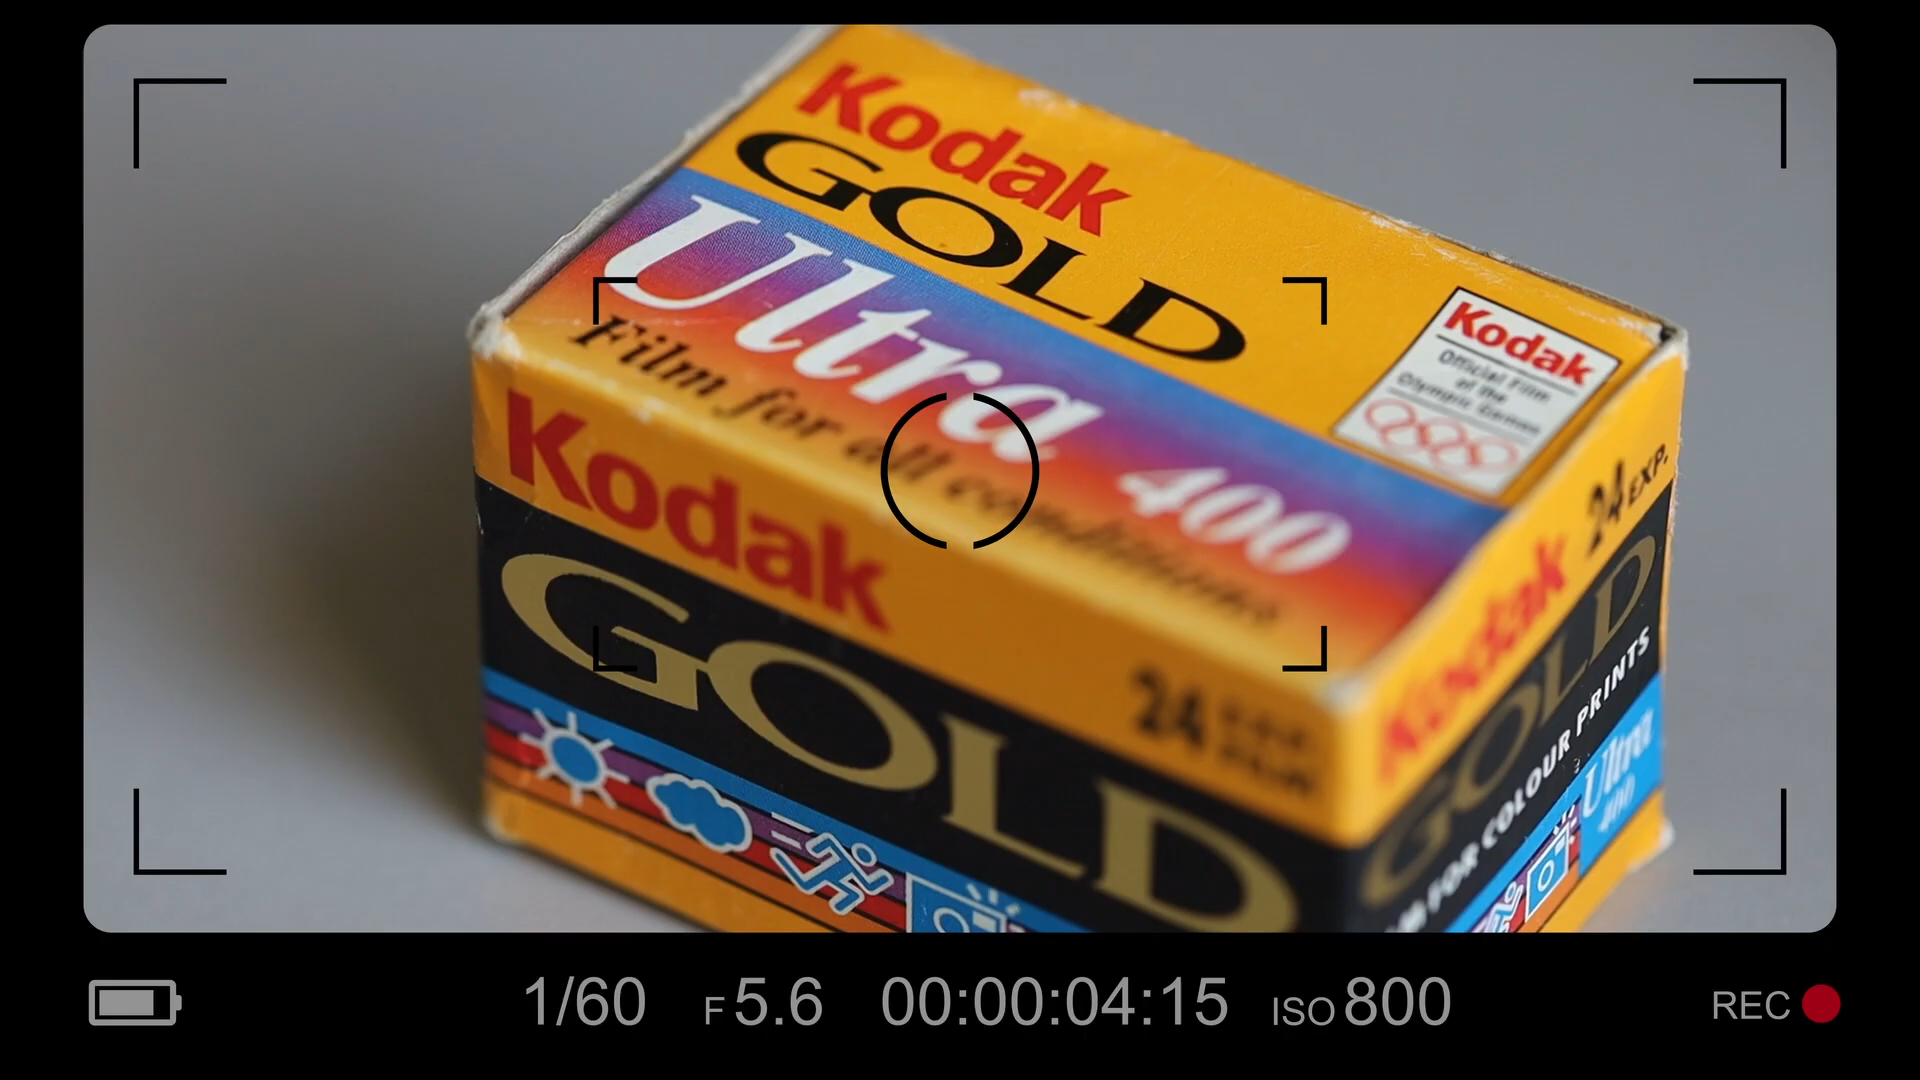 Kodak
GOLD
Ultra 400
Film for all conditions
Kodak
Official Film
of the
Olympic Games
Kodak
GOLD
24 EXP.
FILM
Kodak
24 EXP.
GOLD
FOR COLOUR PRINTS
Ultra
400
1/60 F 5.6 00:00:04:15 ISO 800
REC